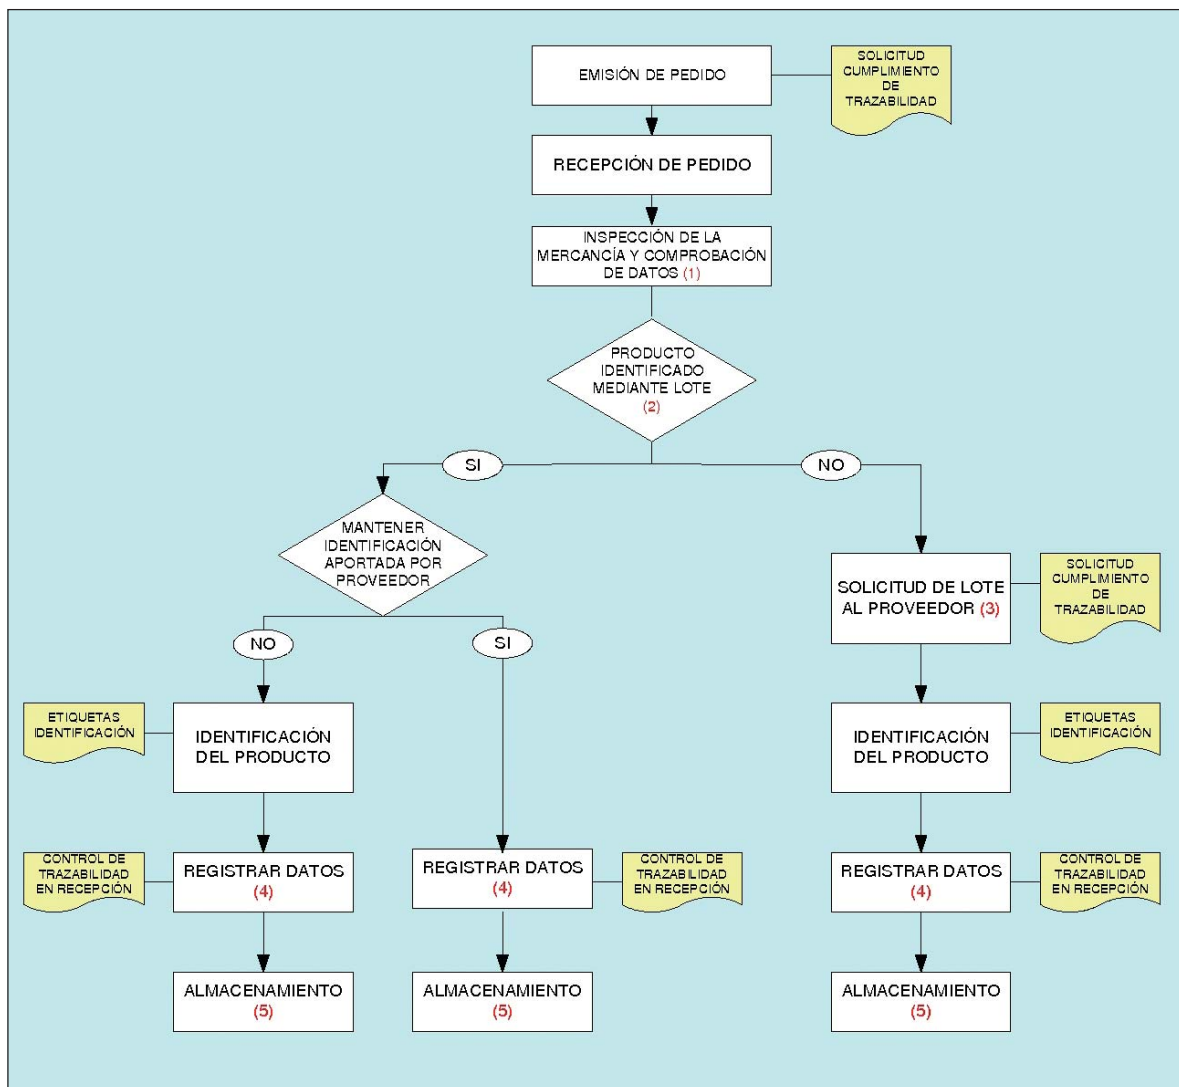 EMISIÓN DE PEDIDO
SOLICITUD
CUMPLIMIENTO
DE
TRAZABILIDAD
RECEPCIÓN DE PEDIDO
INSPECCIÓN DE LA
MERCANCÍA Y COMPROBACIÓN
DE DATOS (1)
PRODUCTO
IDENTIFICADO
MEDIANTE LOTE
(2)
SI
NO
MANTENER
IDENTIFICACIÓN
APORTADA POR
PROVEEDOR
SOLICITUD DE LOTE
AL PROVEEDOR (3)
SOLICITUD
CUMPLIMIENTO
DE
TRAZABILIDAD
NO
SI
ETIQUETAS
IDENTIFICACIÓN
IDENTIFICACIÓN
DEL PRODUCTO
IDENTIFICACIÓN
DEL PRODUCTO
ETIQUETAS
IDENTIFICACIÓN
CONTROL DE
TRAZABILIDAD
EN RECEPCIÓN
REGISTRAR DATOS
(4)
REGISTRAR DATOS
(4)
CONTROL DE
TRAZABILIDAD
EN RECEPCIÓN
REGISTRAR DATOS
(4)
CONTROL DE
TRAZABILIDAD
EN RECEPCIÓN
ALMACENAMIENTO
(5)
ALMACENAMIENTO
(5)
ALMACENAMIENTO
(5)